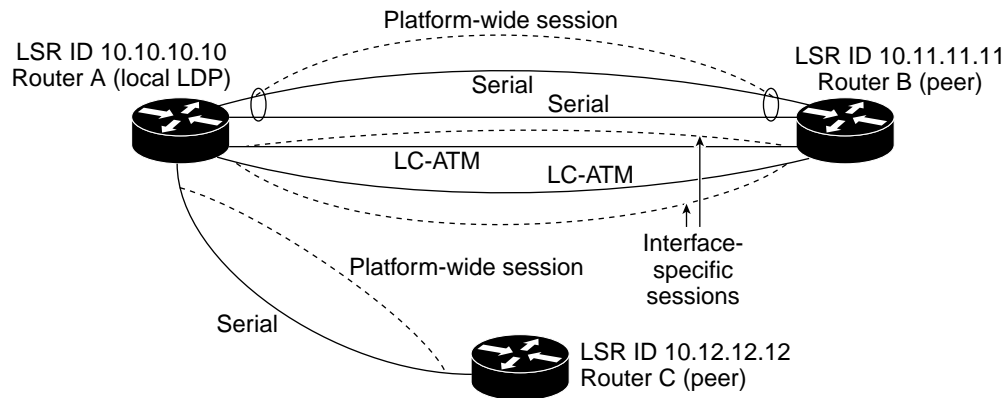 Platform-wide session
LSR ID 10.10.10.10
Router A (local LDP)
LSR ID 10.11.11.11
Router B (peer)
Serial
Serial
LC-ATM
LC-ATM
Interface-
specific
sessions
Platform-wide session
Serial
LSR ID 10.12.12.12
Router C (peer)